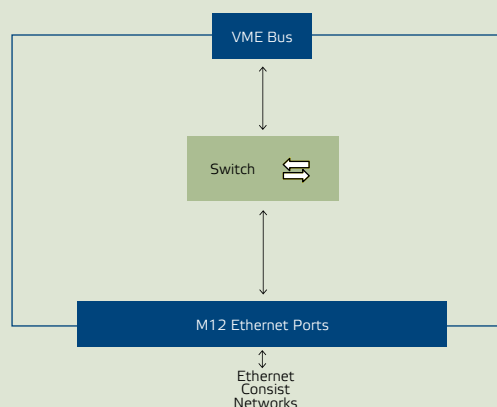 VME Bus
Switch
M12 Ethernet Ports
Ethernet
Consist
Networks